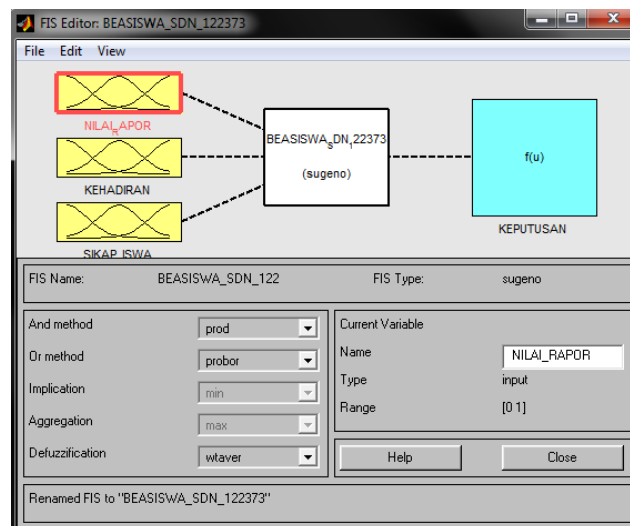 FIS Editor: BEASISWA_SDN_122373
File Edit View
NILAI_RAPOR
KEHADIRAN
SIKAP_ISWA
BEASISWA_SDN_122373
(sugeno)
f(u)
KEPUTUSAN
FIS Name: BEASISWA_SDN_122 FIS Type: sugeno
And method prod
Or method probor
Implication min
Aggregation max
Defuzzification wtaver
Current Variable
Name NILAI_RAPOR
Type input
Range [0 1]
Help Close
Renamed FIS to "BEASISWA_SDN_122373"